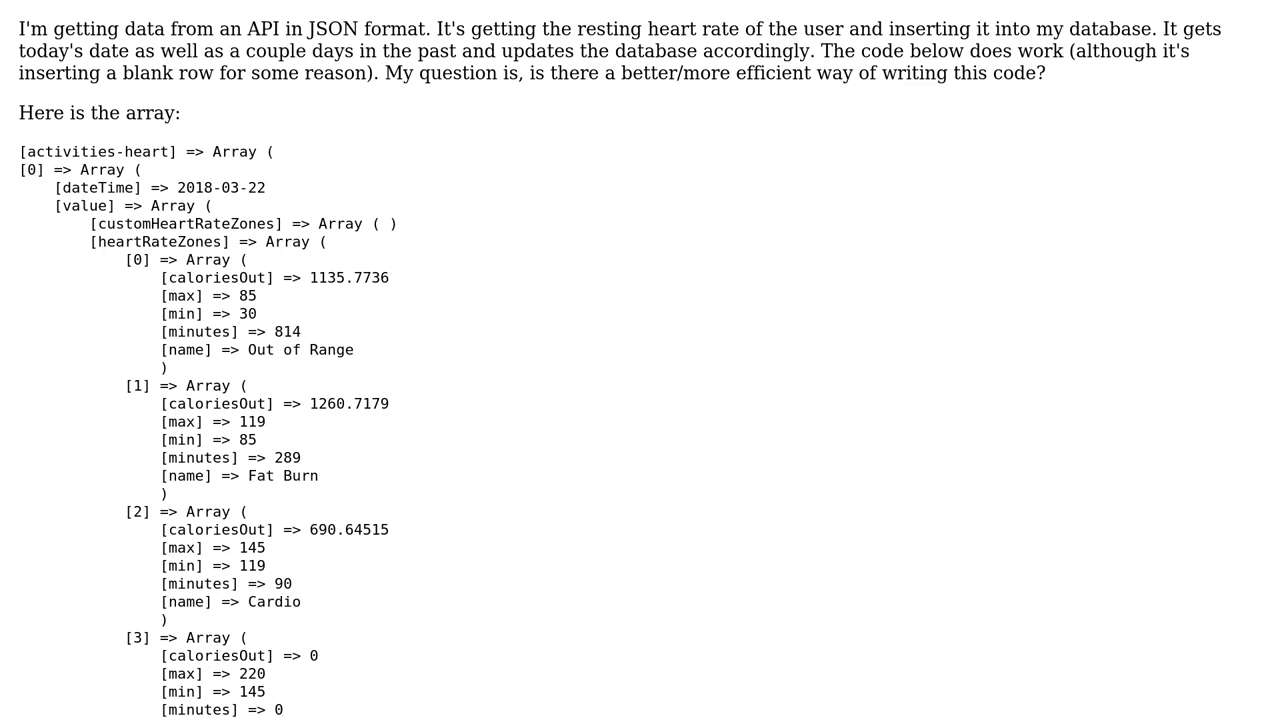 I'm getting data from an API in JSON format. It's getting the resting heart rate of the user and inserting it into my database. It gets
today's date as well as a couple days in the past and updates the database accordingly. The code below does work (although it's
inserting a blank row for some reason). My question is, is there a better/more efficient way of writing this code?
Here is the array:
[activities-heart] => Array (
[0] => Array (
    [dateTime] => 2018-03-22
    [value] => Array (
        [customHeartRateZones] => Array ( )
        [heartRateZones] => Array (
            [0] => Array (
                [caloriesOut] => 1135.7736
                [max] => 85
                [min] => 30
                [minutes] => 814
                [name] => Out of Range
                )
            [1] => Array (
                [caloriesOut] => 1260.7179
                [max] => 119
                [min] => 85
                [minutes] => 289
                [name] => Fat Burn
                )
            [2] => Array (
                [caloriesOut] => 690.64515
                [max] => 145
                [min] => 119
                [minutes] => 90
                [name] => Cardio
                )
            [3] => Array (
                [caloriesOut] => 0
                [max] => 220
                [min] => 145
                [minutes] => 0